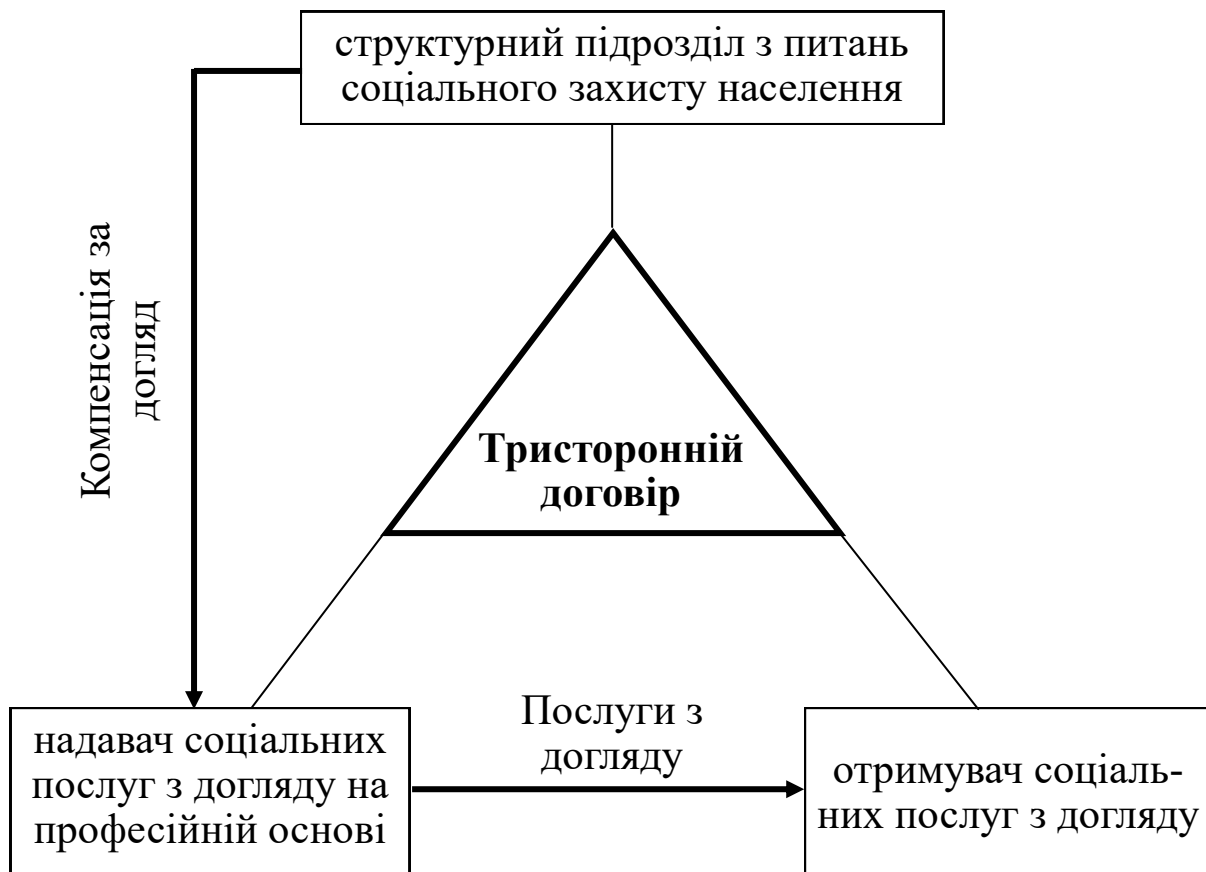 структурний підрозділ з питань
соціального захисту населення
Компенсація за
догляд
Тристоронній
договір
Послуги з
догляду
надавач соціальних
послуг з догляду на
професійній основі
отримувач соціаль-
них послуг з догляду